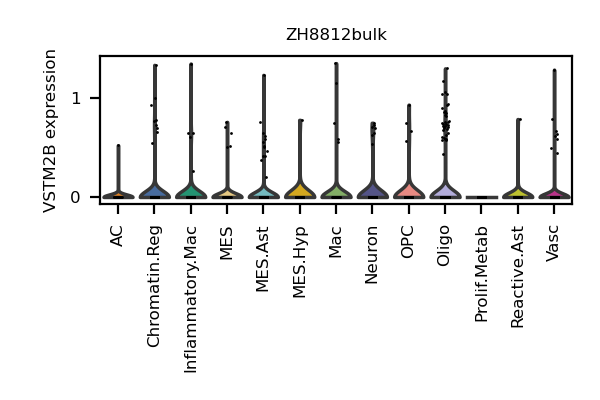 ZH8812bulk
VSTM2B expression
1
0
AC
Chromatin.Reg
Inflammatory.Mac
MES
MES.Ast
MES.Hyp
Mac
Neuron
OPC
Oligo
Prolif.Metab
Reactive.Ast
Vasc